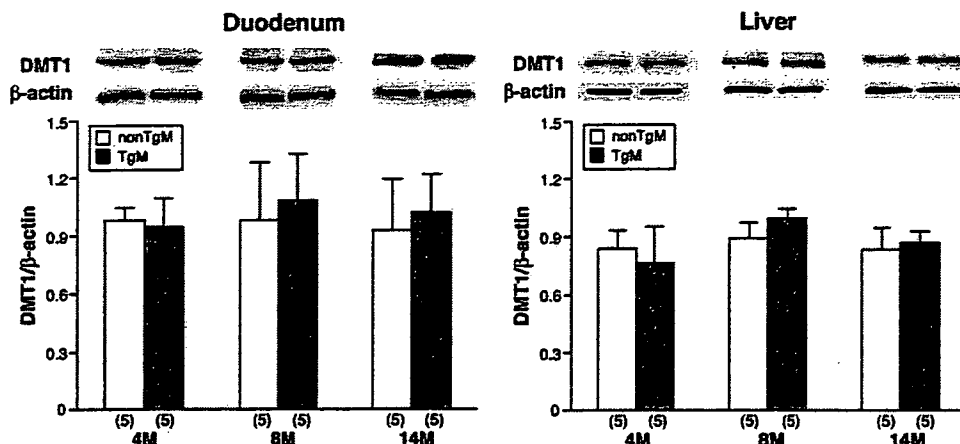 Duodenum
DMT1
β-actin
1.5
1.2
0.9
0.6
0.3
0
DMT1/β-actin
nonTgM
TgM
(5) (5) (5) (5) (5) (5)
4M 8M 14M
Liver
DMT1
β-actin
1.5
1.2
0.9
0.6
0.3
0
DMT1/β-actin
nonTgM
TgM
(5) (5) (5) (5) (5) (5)
4M 8M 14M